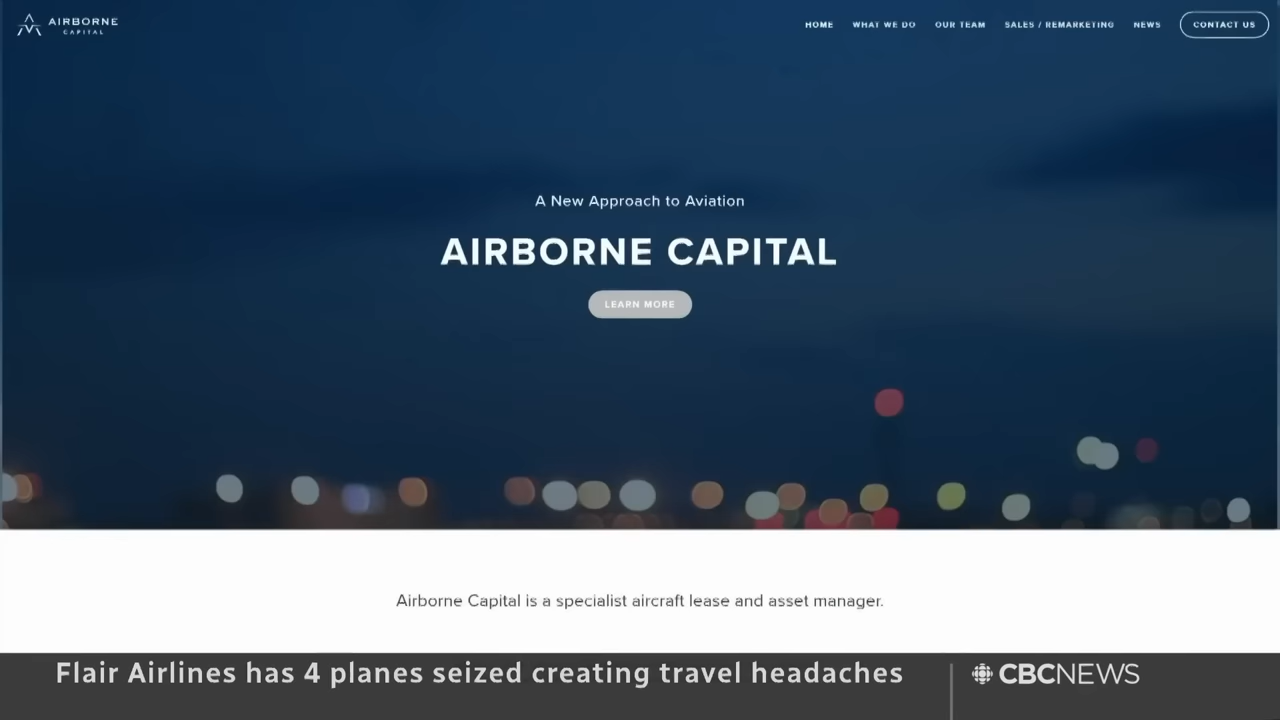 AIRBORNE
CAPITAL
HOME WHAT WE DO OUR TEAM SALES / REMARKETING NEWS CONTACT US
A New Approach to Aviation
AIRBORNE CAPITAL
LEARN MORE
Airborne Capital is a specialist aircraft lease and asset manager.
Flair Airlines has 4 planes seized creating travel headaches
CBCNEWS